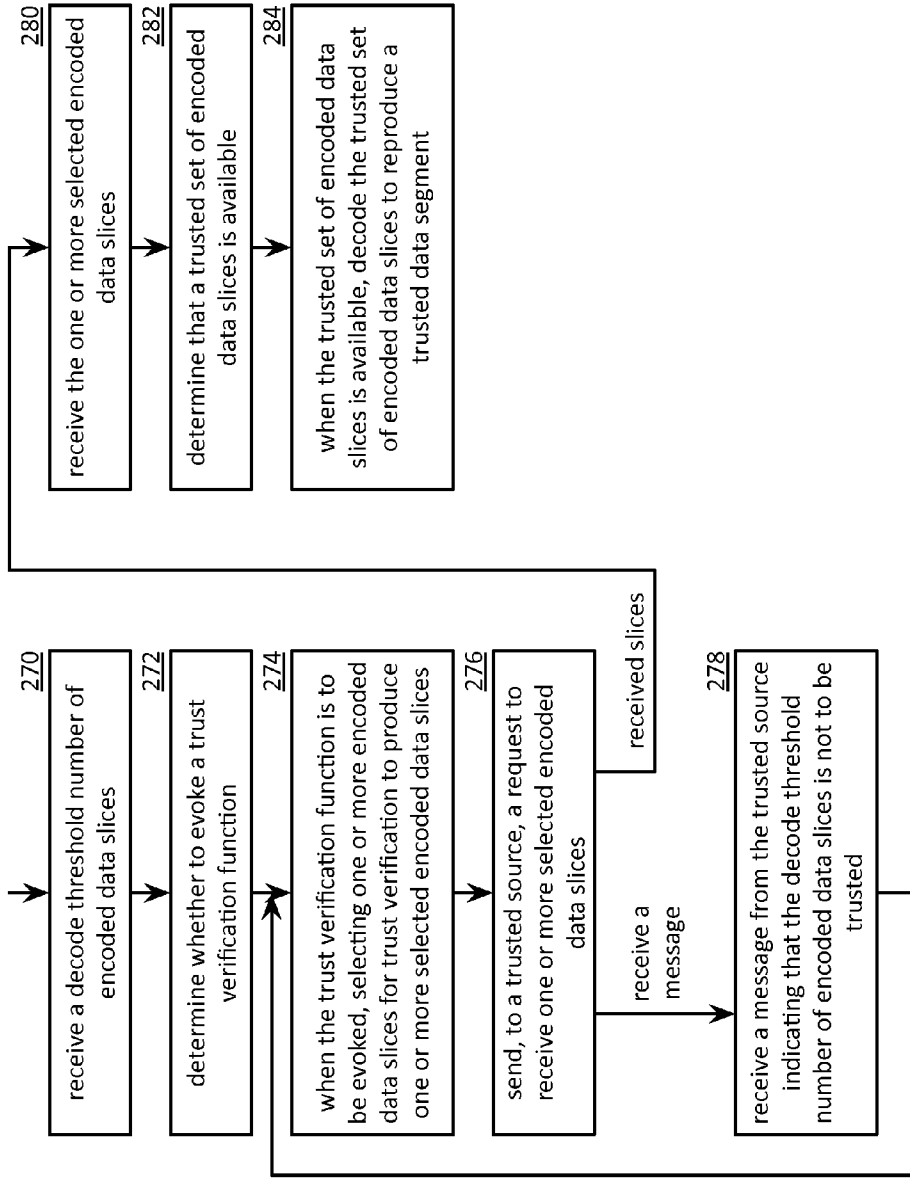 270
receive a decode threshold number of
encoded data slices
272
determine whether to evoke a trust
verification function
274
when the trust verification function is to
be evoked, selecting one or more encoded
data slices for trust verification to produce
one or more selected encoded data slices
276
send, to a trusted source, a request to
receive one or more selected encoded
data slices
receive a
message
received slices
278
receive a message from the trusted source
indicating that the decode threshold
number of encoded data slices is not to be
trusted
280
receive the one or more selected encoded
data slices
282
determine that a trusted set of encoded
data slices is available
284
when the trusted set of encoded data
slices is available, decode the trusted set
of encoded data slices to reproduce a
trusted data segment